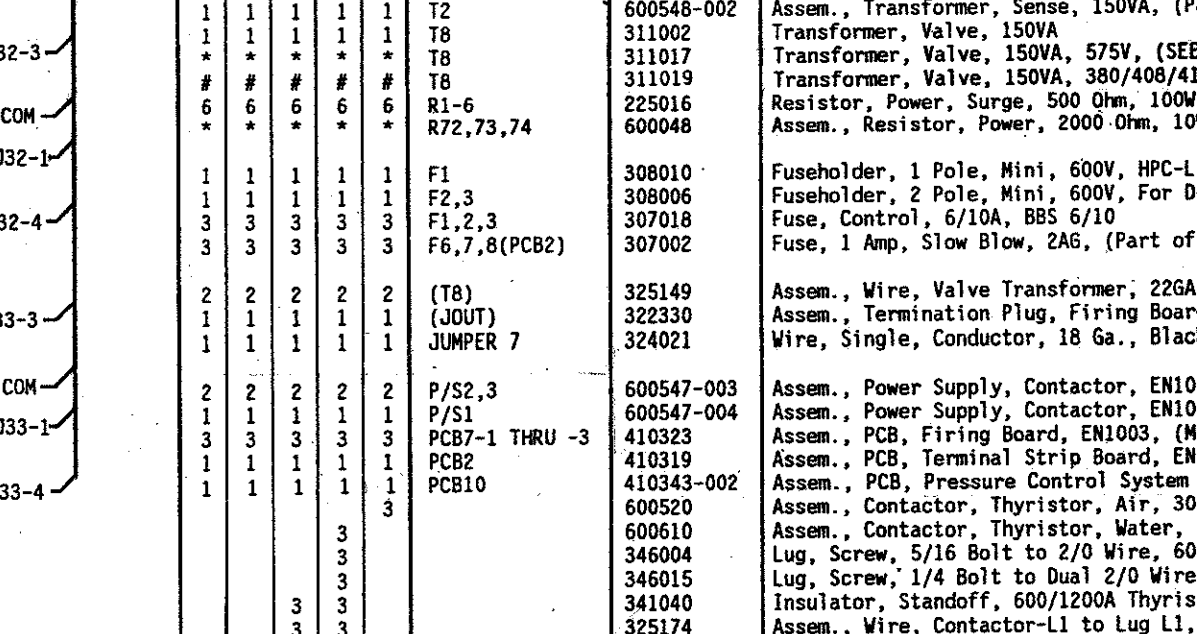 1 1 1 1 1 T2 600548-002 Assem., Transformer, Sense, 150VA,
1 1 1 1 1 T8 311002 Transformer, Valve, 150VA
32-3
* * * * * T8 311017 Transformer, Valve, 150VA, 575V, (SEE
# # # # # T8 311019 Transformer, Valve, 150VA, 380/408/41
COM
6 6 6 6 6 R1-6 225016 Resistor, Power, Surge, 500 Ohm, 100W
* * * * * R72,73,74 600048 Assem., Resistor, Power, 2000 Ohm, 10
J32-1
1 1 1 1 1 F1 308010 Fuseholder, 1 Pole, Mini, 600V, HPC-L
1 1 1 1 1 F2,3 308006 Fuseholder, 2 Pole, Mini, 600V, For D
32-4
3 3 3 3 3 F1,2,3 307018 Fuse, Control, 6/10A, BBS 6/10
3 3 3 3 3 F6,7,8(PCB2) 307002 Fuse, 1 Amp, Slow Blow, 2AG, (Part of
2 2 2 2 2 (T8) 325149 Assem., Wire, Valve Transformer, 22GA
33-3
1 1 1 1 1 (JOUT) 322330 Assem., Termination Plug, Firing Boar
1 1 1 1 1 JUMPER 7 324021 Wire, Single, Conductor, 18 Ga., Blac
COM
2 2 2 2 2 P/S2,3 600547-003 Assem., Power Supply, Contactor, EN10
1 1 1 1 1 P/S1 600547-004 Assem., Power Supply, Contactor, EN10
J33-1
3 3 3 3 3 PCB7-1 THRU -3 410323 Assem., PCB, Firing Board, EN1003, (M
1 1 1 1 1 PCB2 410319 Assem., PCB, Terminal Strip Board, EN
33-4
1 1 1 1 1 PCB10 410343-002 Assem., PCB, Pressure Control System
3 600520 Assem., Contactor, Thyristor, Air, 30
3 600610 Assem., Contactor, Thyristor, Water,
3 346004 Lug, Screw, 5/16 Bolt to 2/0 Wire, 60
3 346015 Lug, Screw, 1/4 Bolt to Dual 2/0 Wire
3 3 341040 Insulator, Standoff, 600/1200A Thyris
3 3 325174 Assem., Wire, Contactor-L1 to Lug L1,